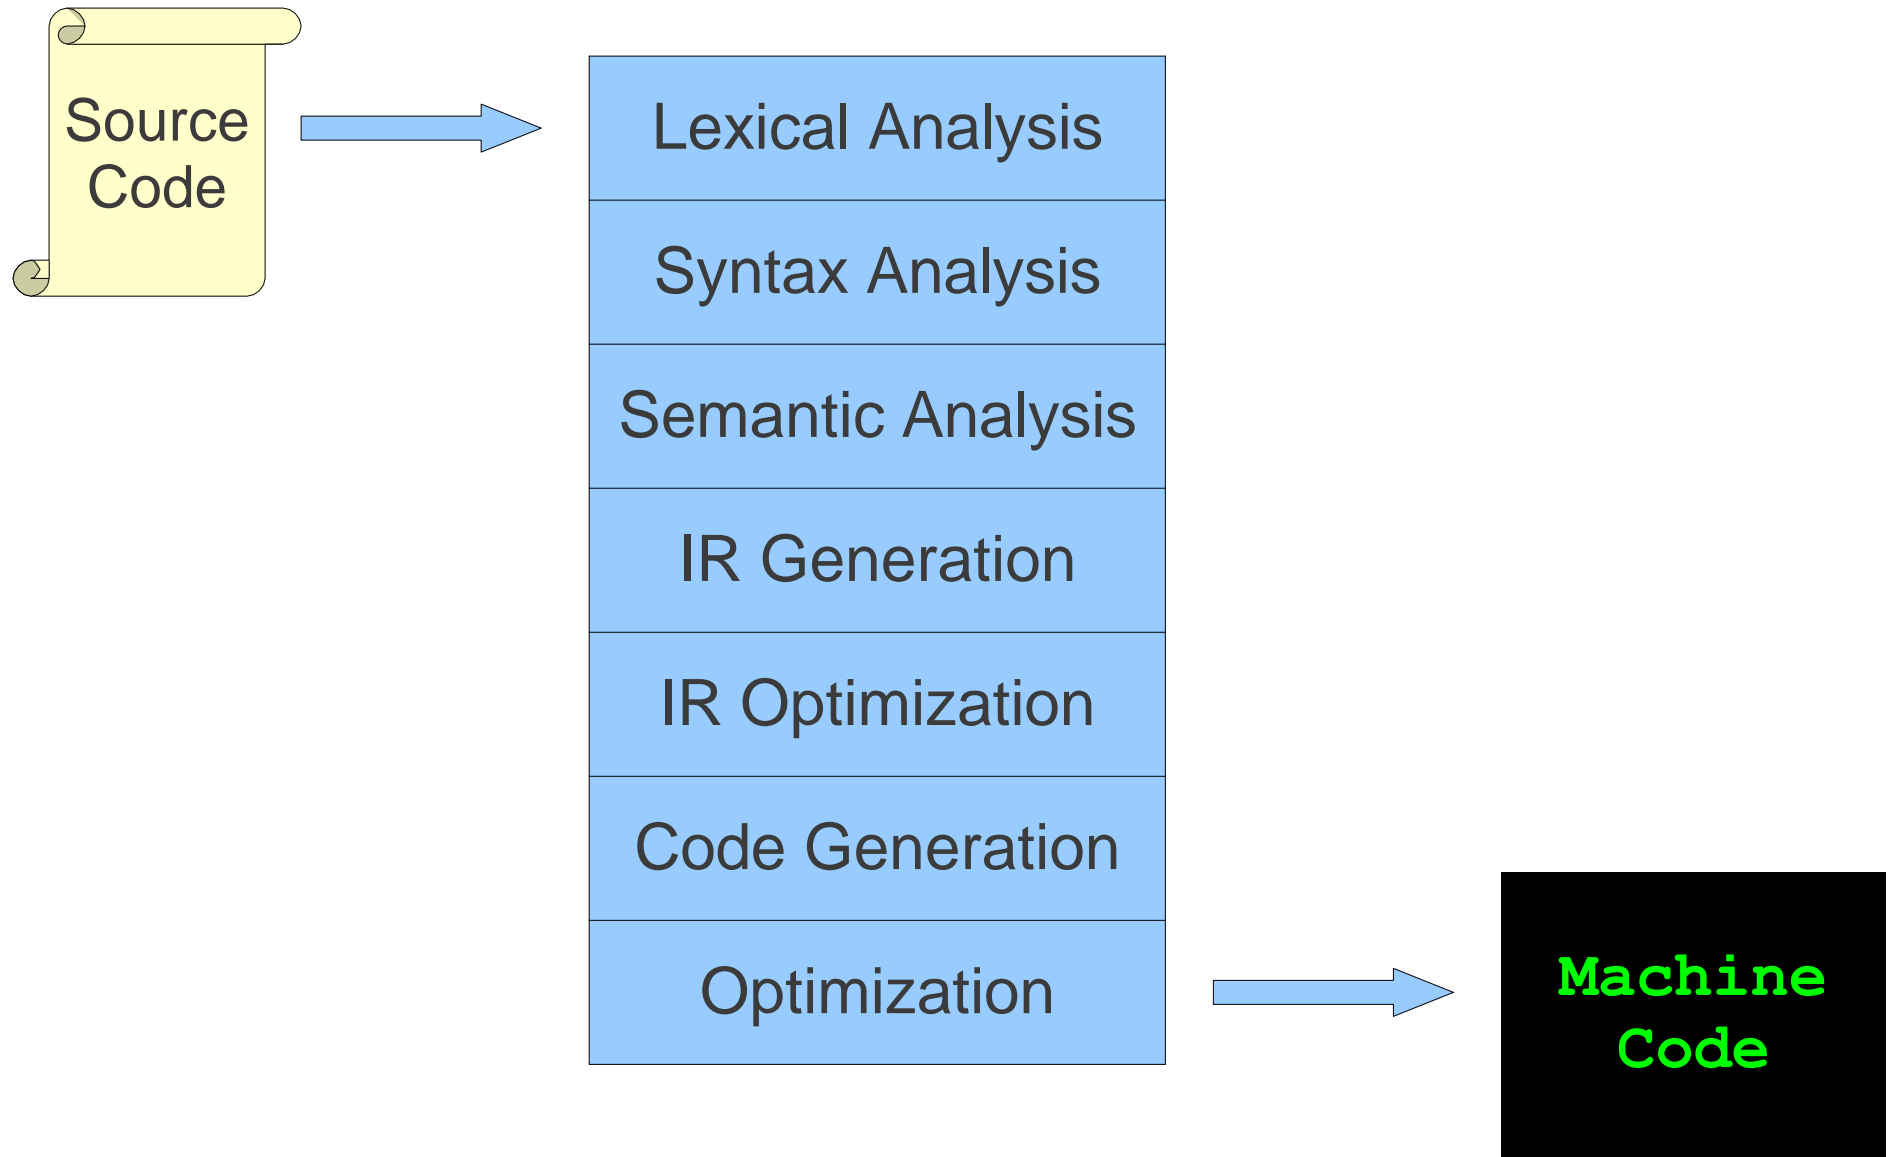 Source
Code
Lexical Analysis
Syntax Analysis
Semantic Analysis
IR Generation
IR Optimization
Code Generation
Optimization
Machine
Code